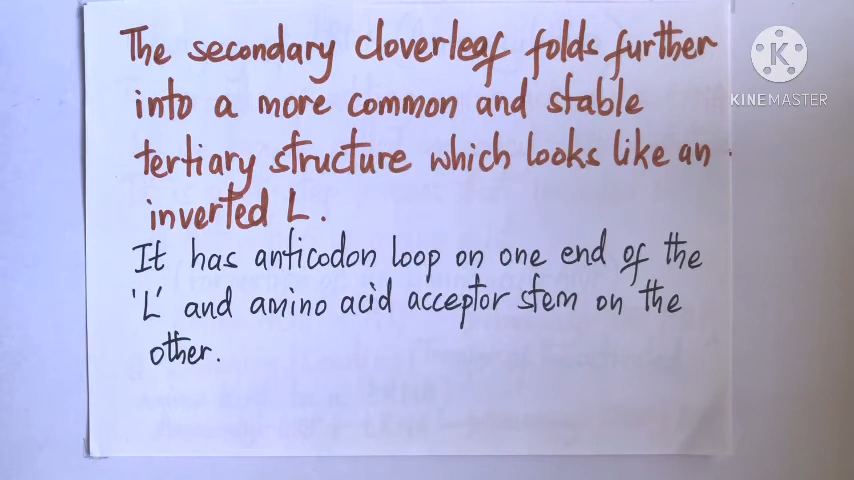 The secondary cloverleaf folds further
into a more common and stable
tertiary structure which looks like an
inverted L.
It has anticodon loop on one end of the
'L' and amino acid acceptor stem on the
other.
K
KINEMASTER